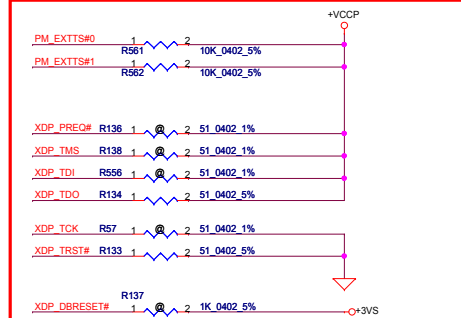 +VCCP
PM_EXTTS#0 1 2
R561 10K_0402_5%
PM_EXTTS#1 1 2
R562 10K_0402_5%
XDP_PREQ# R136 1 @ 2 51_0402_1%
XDP_TMS R138 1 @ 2 51_0402_1%
XDP_TDI R556 1 @ 2 51_0402_1%
XDP_TDO R134 1 2 51_0402_5%
XDP_TCK R57 1 @ 2 51_0402_1%
XDP_TRST# R133 1 2 51_0402_5%
R137
XDP_DBRESET# 1 @ 2 1K_0402_5% +3VS